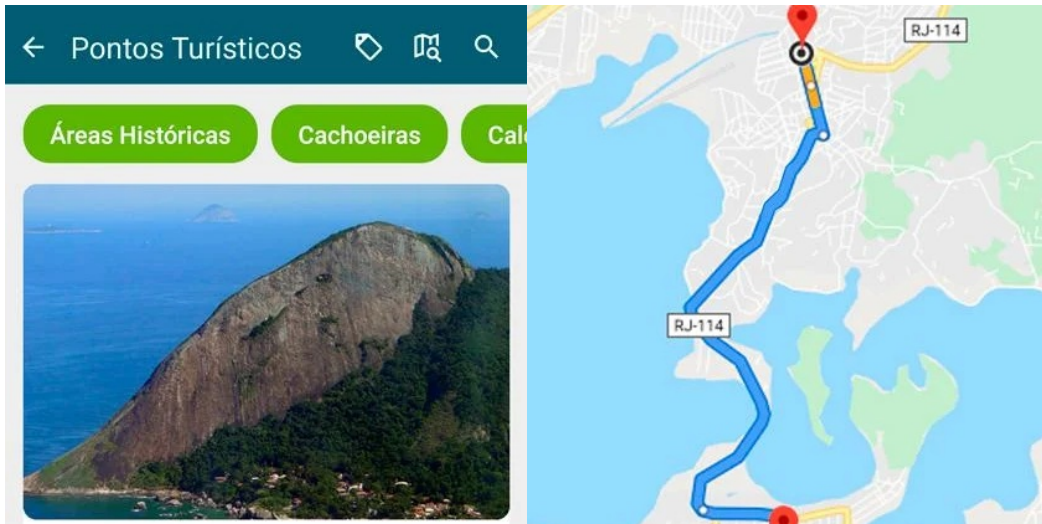 Pontos Turísticos
Áreas Históricas
Cachoeiras
RJ-114
RJ-114